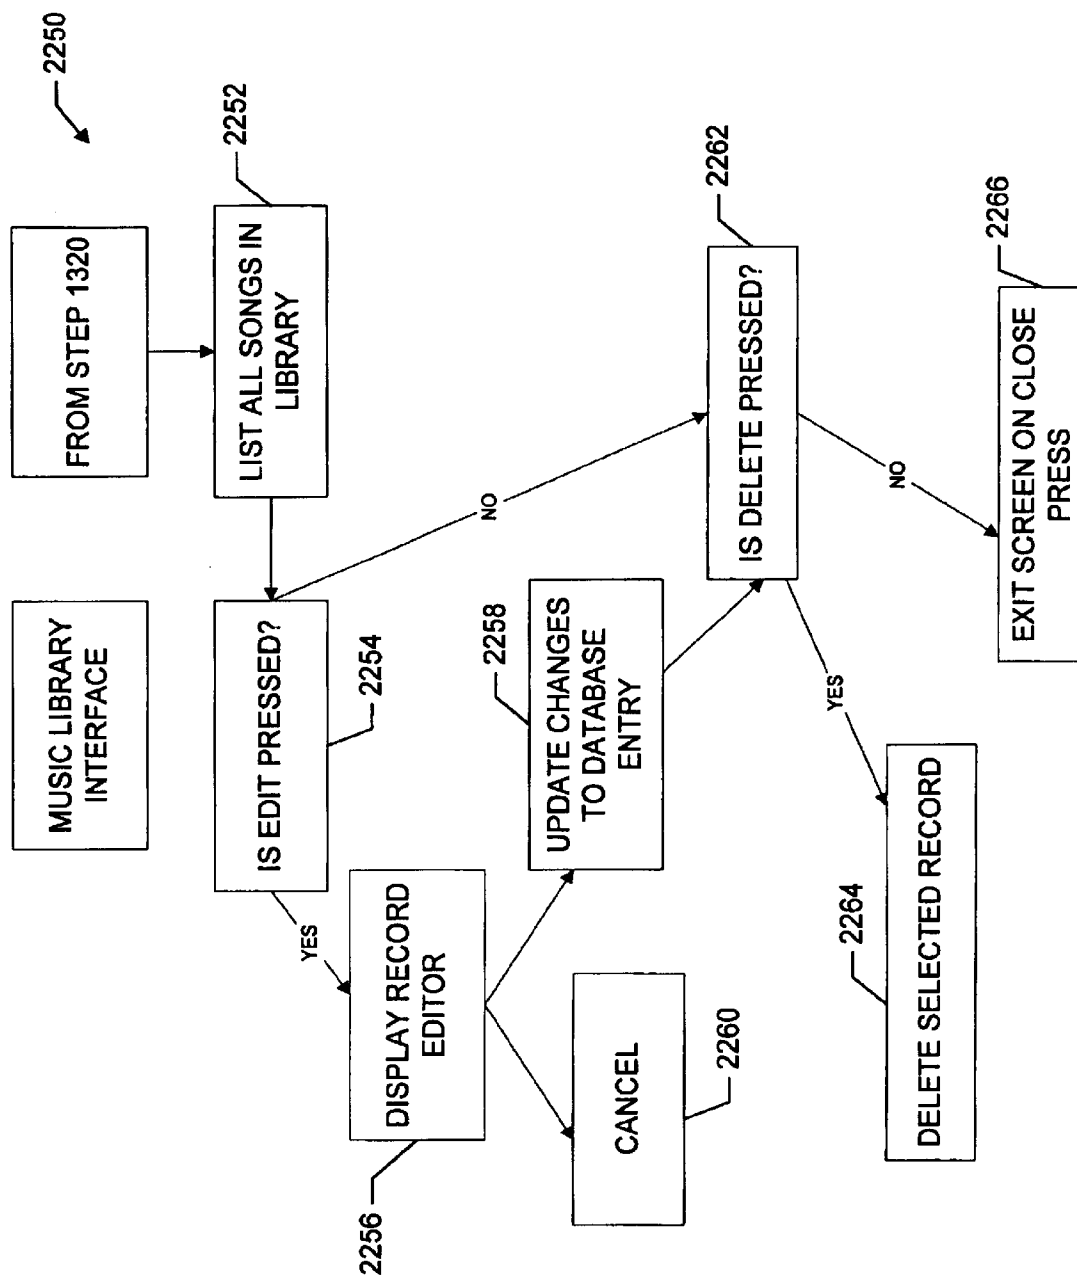 2250
FROM STEP 1320
MUSIC LIBRARY
INTERFACE
2252
LIST ALL SONGS IN
LIBRARY
IS EDIT PRESSED?
2254
NO
YES
DISPLAY RECORD
EDITOR
2256
2258
UPDATE CHANGES
TO DATABASE
ENTRY
CANCEL
2260
2262
IS DELETE PRESSED?
NO
YES
2264
DELETE SELECTED RECORD
2266
EXIT SCREEN ON CLOSE
PRESS